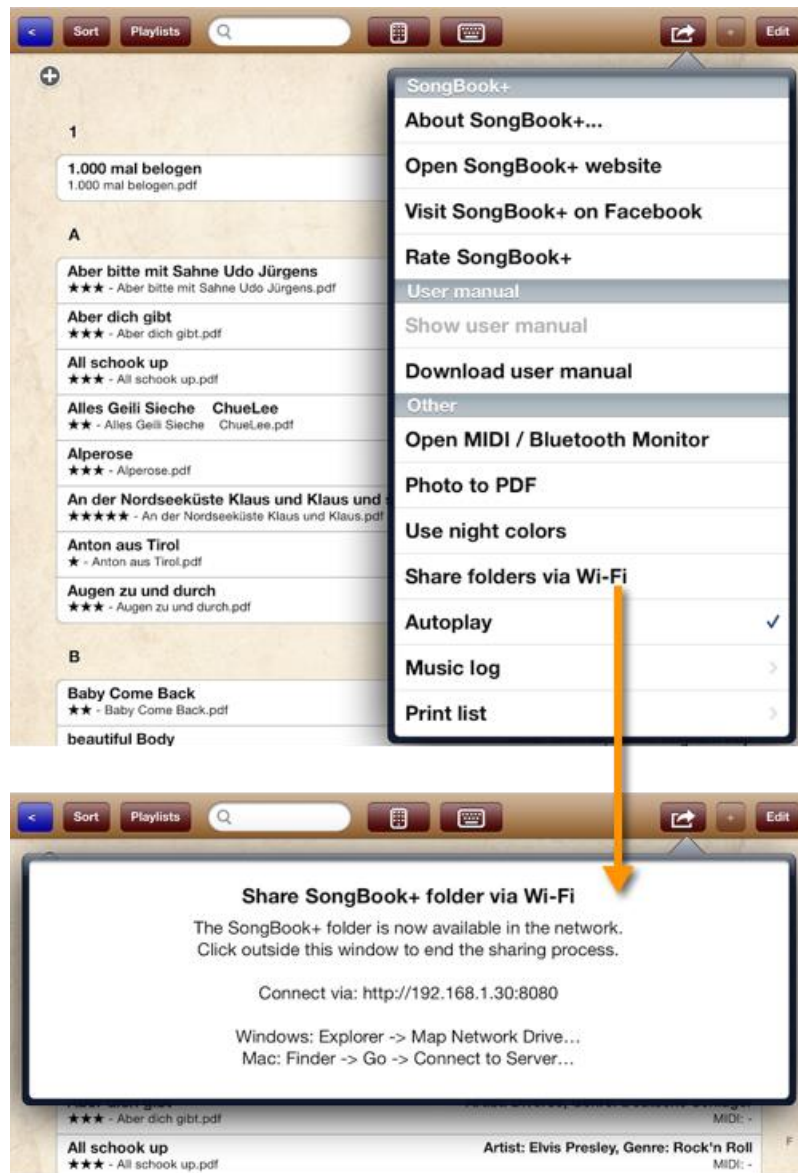 <
Sort
Playlists
Edit
SongBook+
About SongBook+...
Open SongBook+ website
Visit SongBook+ on Facebook
Rate SongBook+
User manual
Show user manual
Download user manual
Other
Open MIDI / Bluetooth Monitor
Photo to PDF
Use night colors
Share folders via Wi-Fi
Autoplay
Music log
Print list
1
1.000 mal belogen
1.000 mal belogen.pdf
A
Aber bitte mit Sahne Udo Jürgens
★★★ - Aber bitte mit Sahne Udo Jürgens.pdf
Aber dich gibt
★★★ - Aber dich gibt.pdf
All schook up
★★★ - All schook up.pdf
Alles Geili Sieche ChueLee
★★ - Alles Geili Sieche ChueLee.pdf
Alperose
★★★ - Alperose.pdf
An der Nordseeküste Klaus und Klaus und
★★★★★ - An der Nordseeküste Klaus und Klaus.pdf
Anton aus Tirol
★ - Anton aus Tirol.pdf
Augen zu und durch
★★★ - Augen zu und durch.pdf
B
Baby Come Back
★★ - Baby Come Back.pdf
beautiful Body
<
Sort
Playlists
Edit
Share SongBook+ folder via Wi-Fi
The SongBook+ folder is now available in the network.
Click outside this window to end the sharing process.
Connect via: http://192.168.1.30:8080
Windows: Explorer -> Map Network Drive...
Mac: Finder -> Go -> Connect to Server...
★★★ - Aber dich gibt.pdf
MIDI: -
All schook up
Artist: Elvis Presley, Genre: Rock'n Roll
★★★ - All schook up.pdf
MIDI: -
F